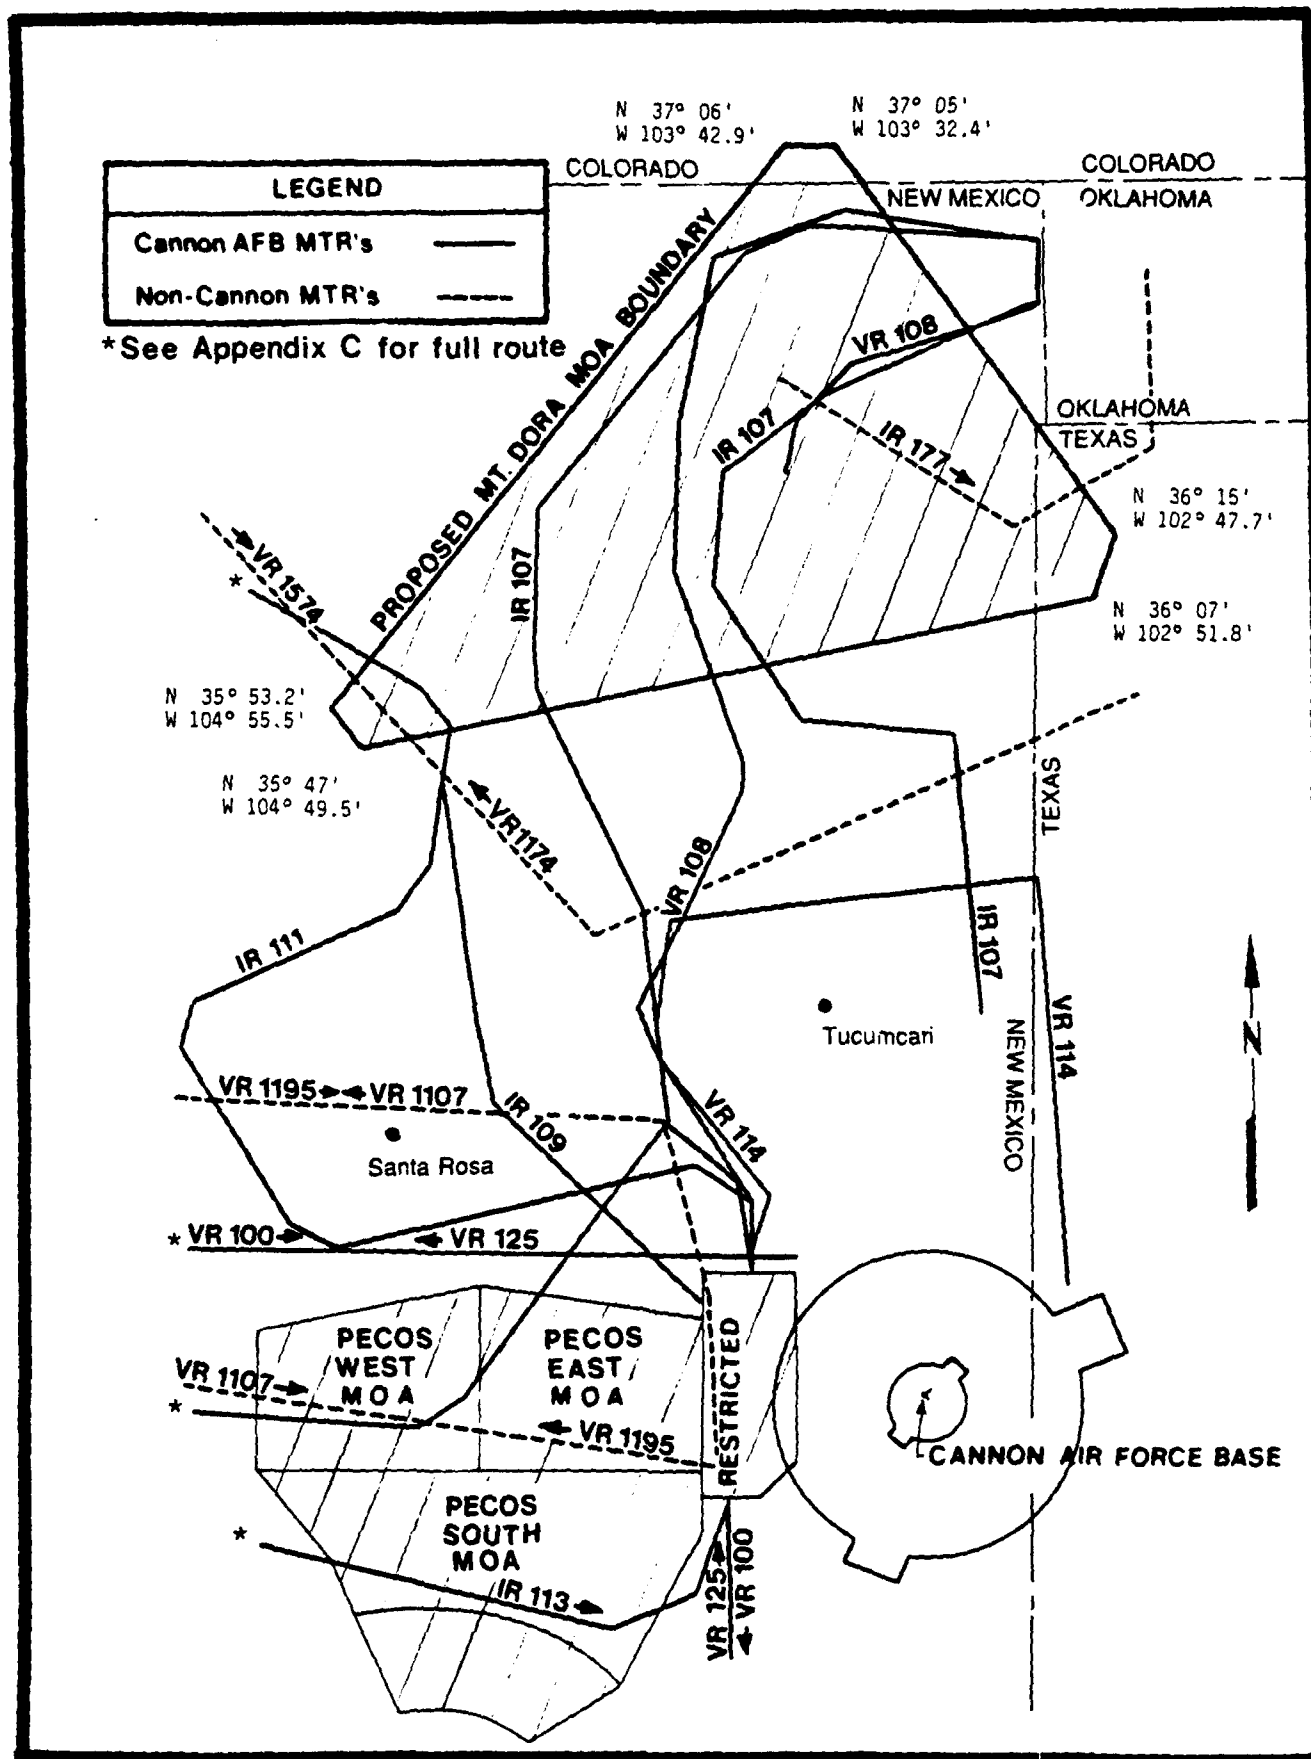 N 37° 06'
W 103° 42.9'
N 37° 05'
W 103° 32.4'
COLORADO
COLORADO
NEW MEXICO
OKLAHOMA
LEGEND
Cannon AFB MTR's
Non-Cannon MTR's
*See Appendix C for full route
PROPOSED MT. DORA MOA BOUNDARY
VR 108
IR 107
IR 177
OKLAHOMA
TEXAS
N 36° 15'
W 102° 47.7'
VR 1574
*
IR 107
N 36° 07'
W 102° 51.8'
N 35° 53.2'
W 104° 55.5'
N 35° 47'
W 104° 49.5'
VR1174
TEXAS
VR 108
IR 111
IR 107
Tucumcari
NEW MEXICO
VR 114
N
VR 1195
VR 1107
IR 109
VR 114
Santa Rosa
* VR 100
VR 125
PECOS
WEST
MOA
PECOS
EAST
MOA
RESTRICTED
VR 1107
*
VR 1195
CANNON AIR FORCE BASE
PECOS
SOUTH
MOA
*
IR 113
VR 125
VR 100